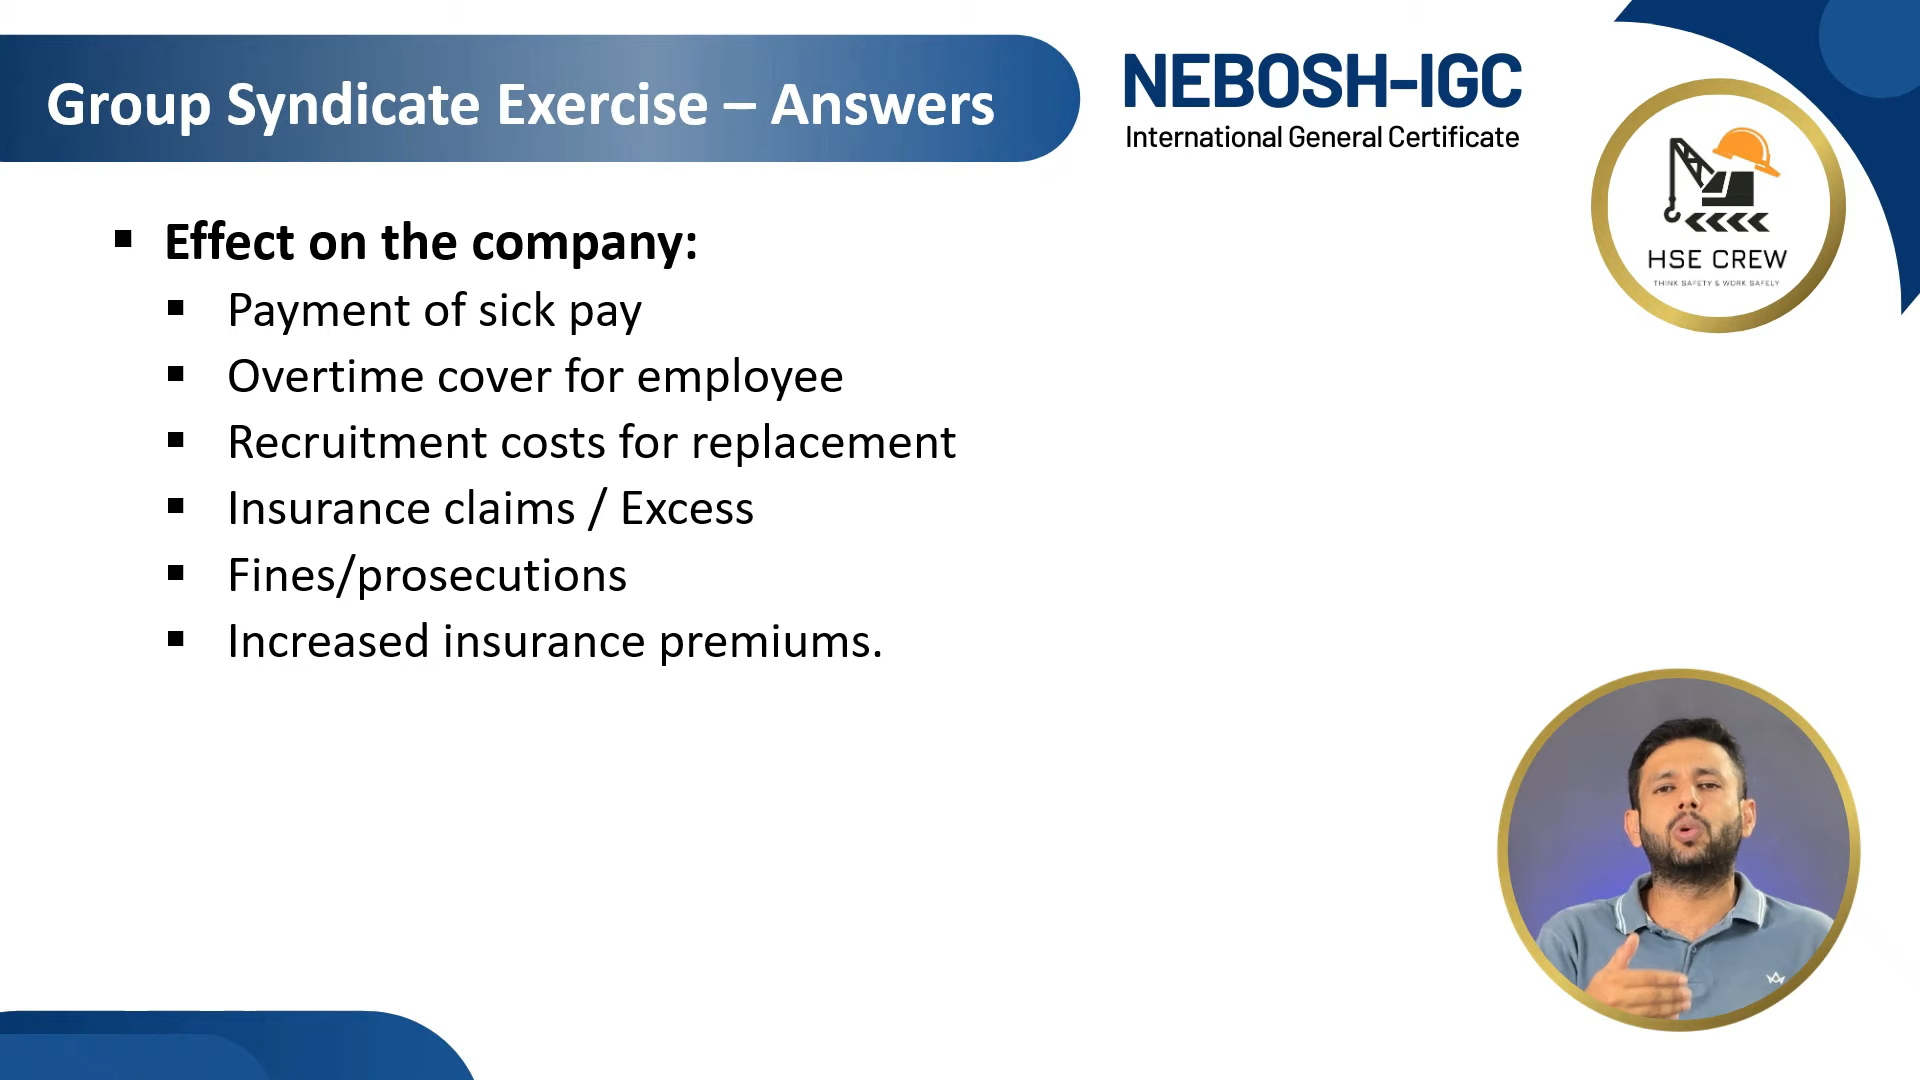 Group Syndicate Exercise – Answers
NEBOSH-IGC
International General Certificate
HSE CREW
THINK SAFETY & WORK SAFELY
Effect on the company:
Payment of sick pay
Overtime cover for employee
Recruitment costs for replacement
Insurance claims / Excess
Fines/prosecutions
Increased insurance premiums.